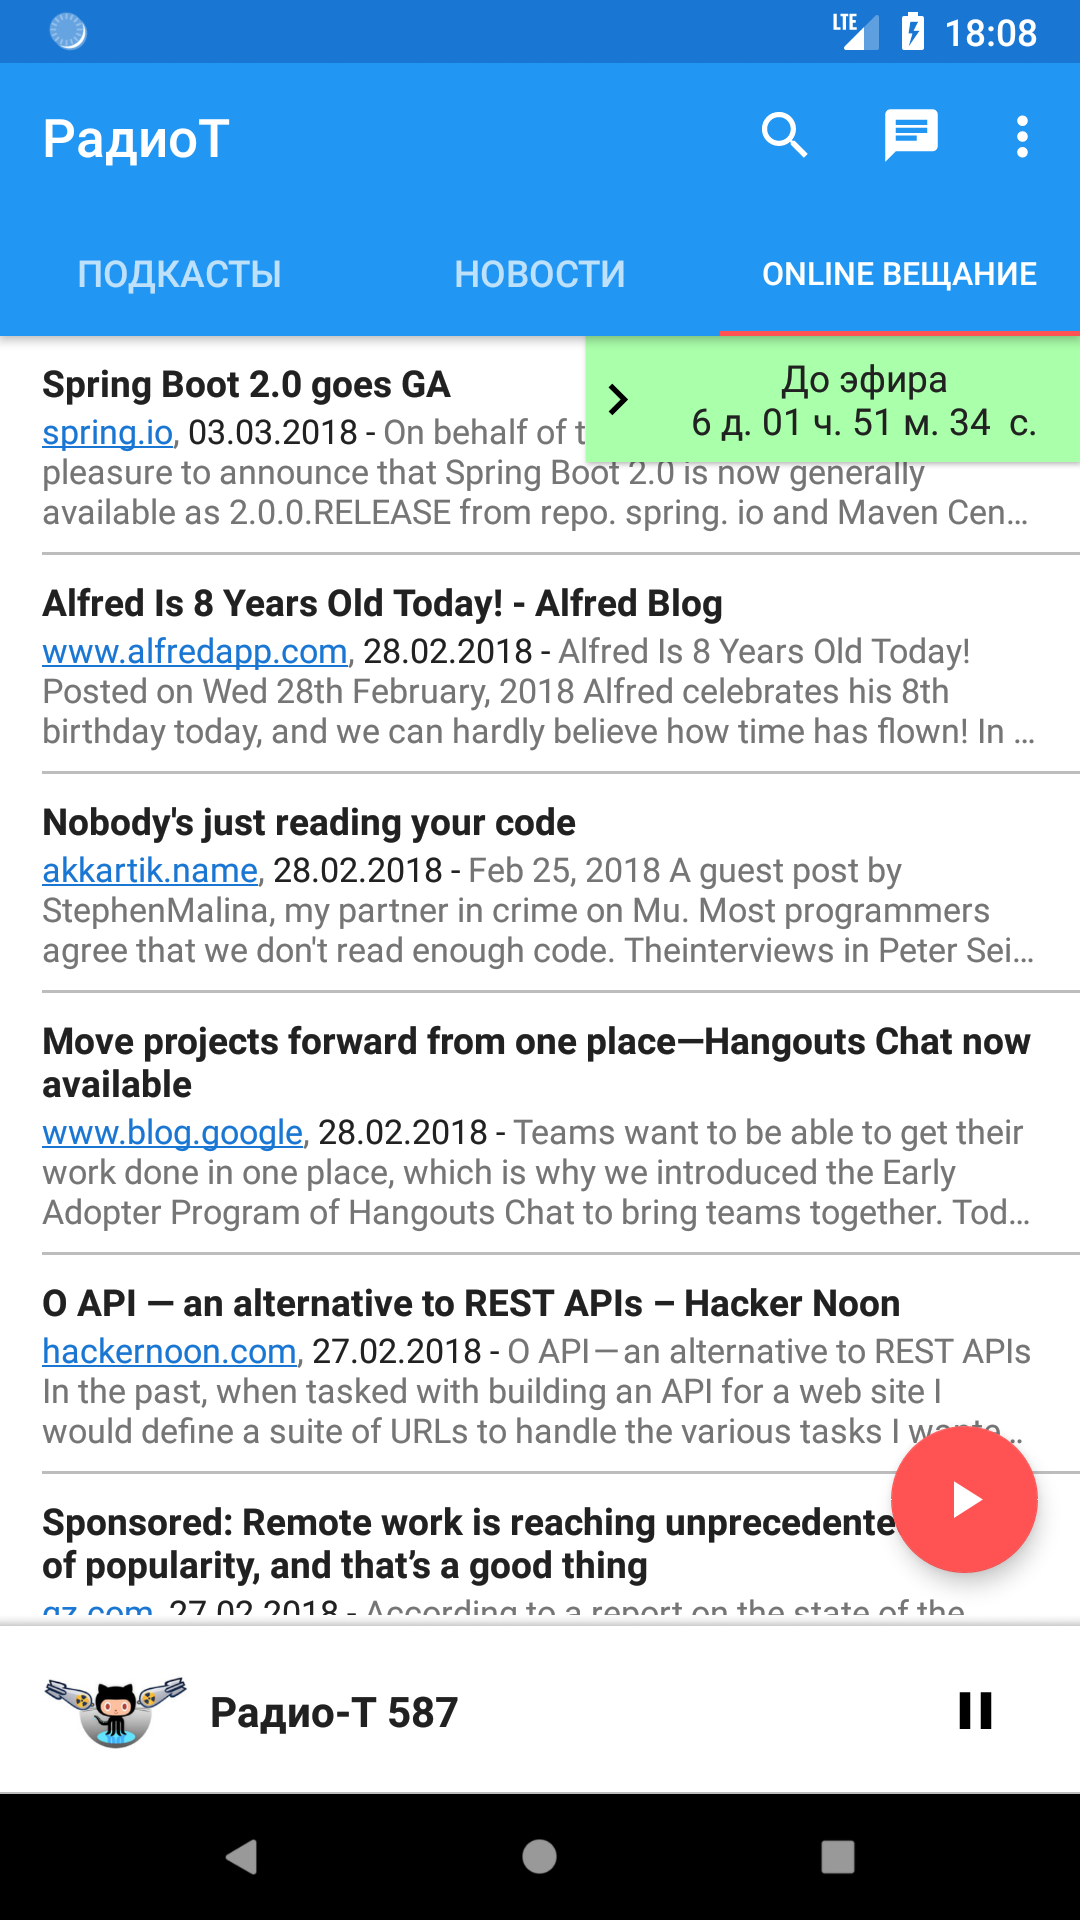 LTE 18:08
РадиоТ
ПОДКАСТЫ НОВОСТИ ONLINE ВЕЩАНИЕ
До эфира
6 д. 01 ч. 51 м. 34 с.
Spring Boot 2.0 goes GA
spring.io, 03.03.2018 - On behalf of
pleasure to announce that Spring Boot 2.0 is now generally
available as 2.0.0.RELEASE from repo. spring. io and Maven Cen...
Alfred Is 8 Years Old Today! - Alfred Blog
www.alfredapp.com, 28.02.2018 - Alfred Is 8 Years Old Today!
Posted on Wed 28th February, 2018 Alfred celebrates his 8th
birthday today, and we can hardly believe how time has flown! In ...
Nobody's just reading your code
akkartik.name, 28.02.2018 - Feb 25, 2018 A guest post by
StephenMalina, my partner in crime on Mu. Most programmers
agree that we don't read enough code. Theinterviews in Peter Sei...
Move projects forward from one place—Hangouts Chat now
available
www.blog.google, 28.02.2018 - Teams want to be able to get their
work done in one place, which is why we introduced the Early
Adopter Program of Hangouts Chat to bring teams together. Tod...
O API — an alternative to REST APIs – Hacker Noon
hackernoon.com, 27.02.2018 - O API — an alternative to REST APIs
In the past, when tasked with building an API for a web site I
would define a suite of URLs to handle the various tasks I wante...
Sponsored: Remote work is reaching unprecedente
of popularity, and that's a good thing
qz.com, 27.02.2018 - According to a report on the state of the
Радио-Т 587